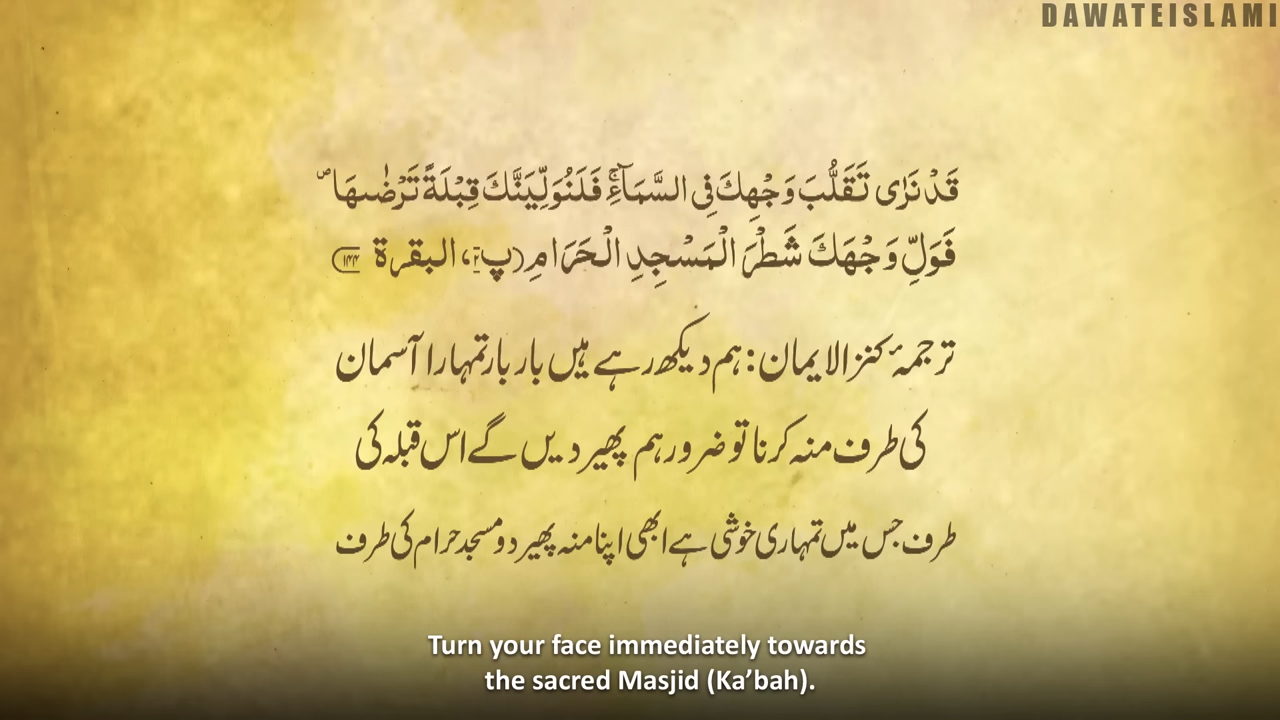 DAWATEISLAMI
قَدْ نَرٰى تَقَلُّبَ وَجْهِكَ فِی السَّمَآءِۚ فَلَنُوَلِّیَنَّكَ قِبْلَةً تَرْضٰىهَا۪
فَوَلِّ وَجْهَكَ شَطْرَ الْمَسْجِدِ الْحَرَامِ (پ۲، البقرۃ ۱۴۴)
ترجمۂ کنزالایمان: ہم دیکھ رہے ہیں بار بار تمہارا آسمان
کی طرف منہ کرنا تو ضرور ہم پھیر دیں گے اس قبلہ کی
طرف جس میں تمہاری خوشی ہے ابھی اپنا منہ پھیر دو مسجد حرام کی طرف
Turn your face immediately towards
the sacred Masjid (Ka’bah).